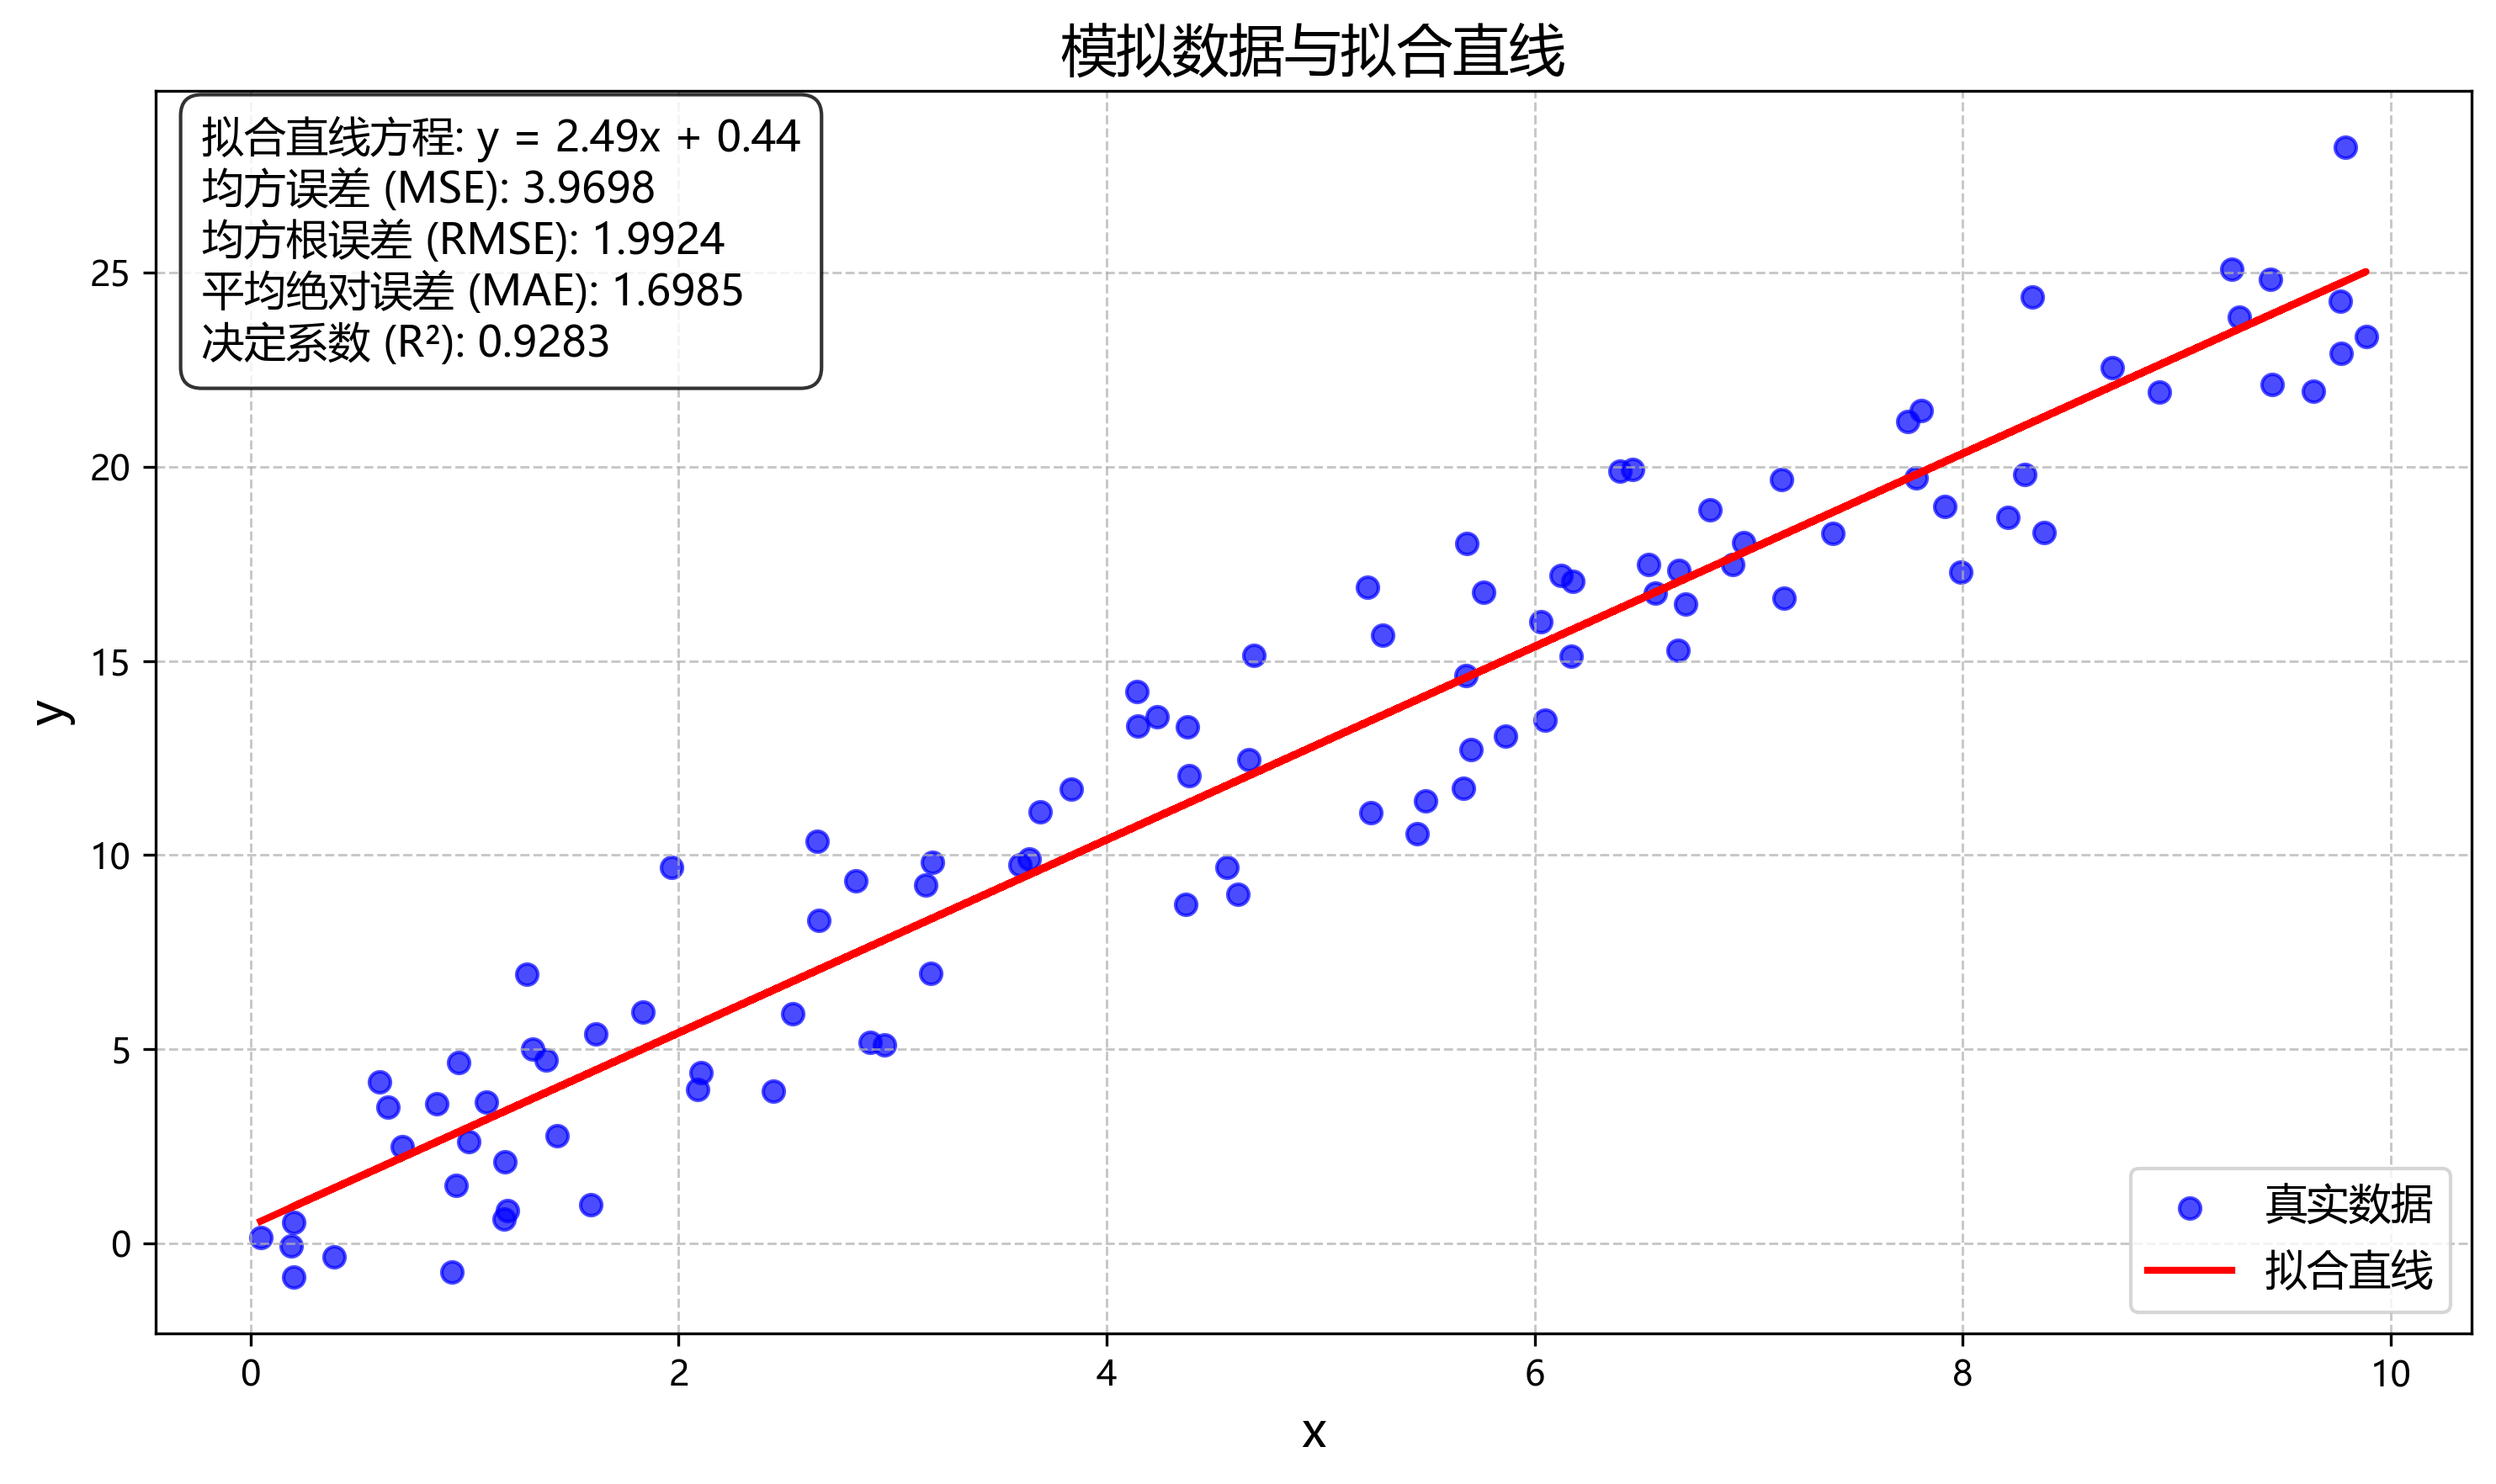 模拟数据与拟合直线
拟合直线方程: y = 2.49x + 0.44
均方误差 (MSE): 3.9698
均方根误差 (RMSE): 1.9924
平均绝对误差 (MAE): 1.6985
决定系数 (R²): 0.9283
25
20
15
10
5
0
y
真实数据
拟合直线
0 2 4 6 8 10
x